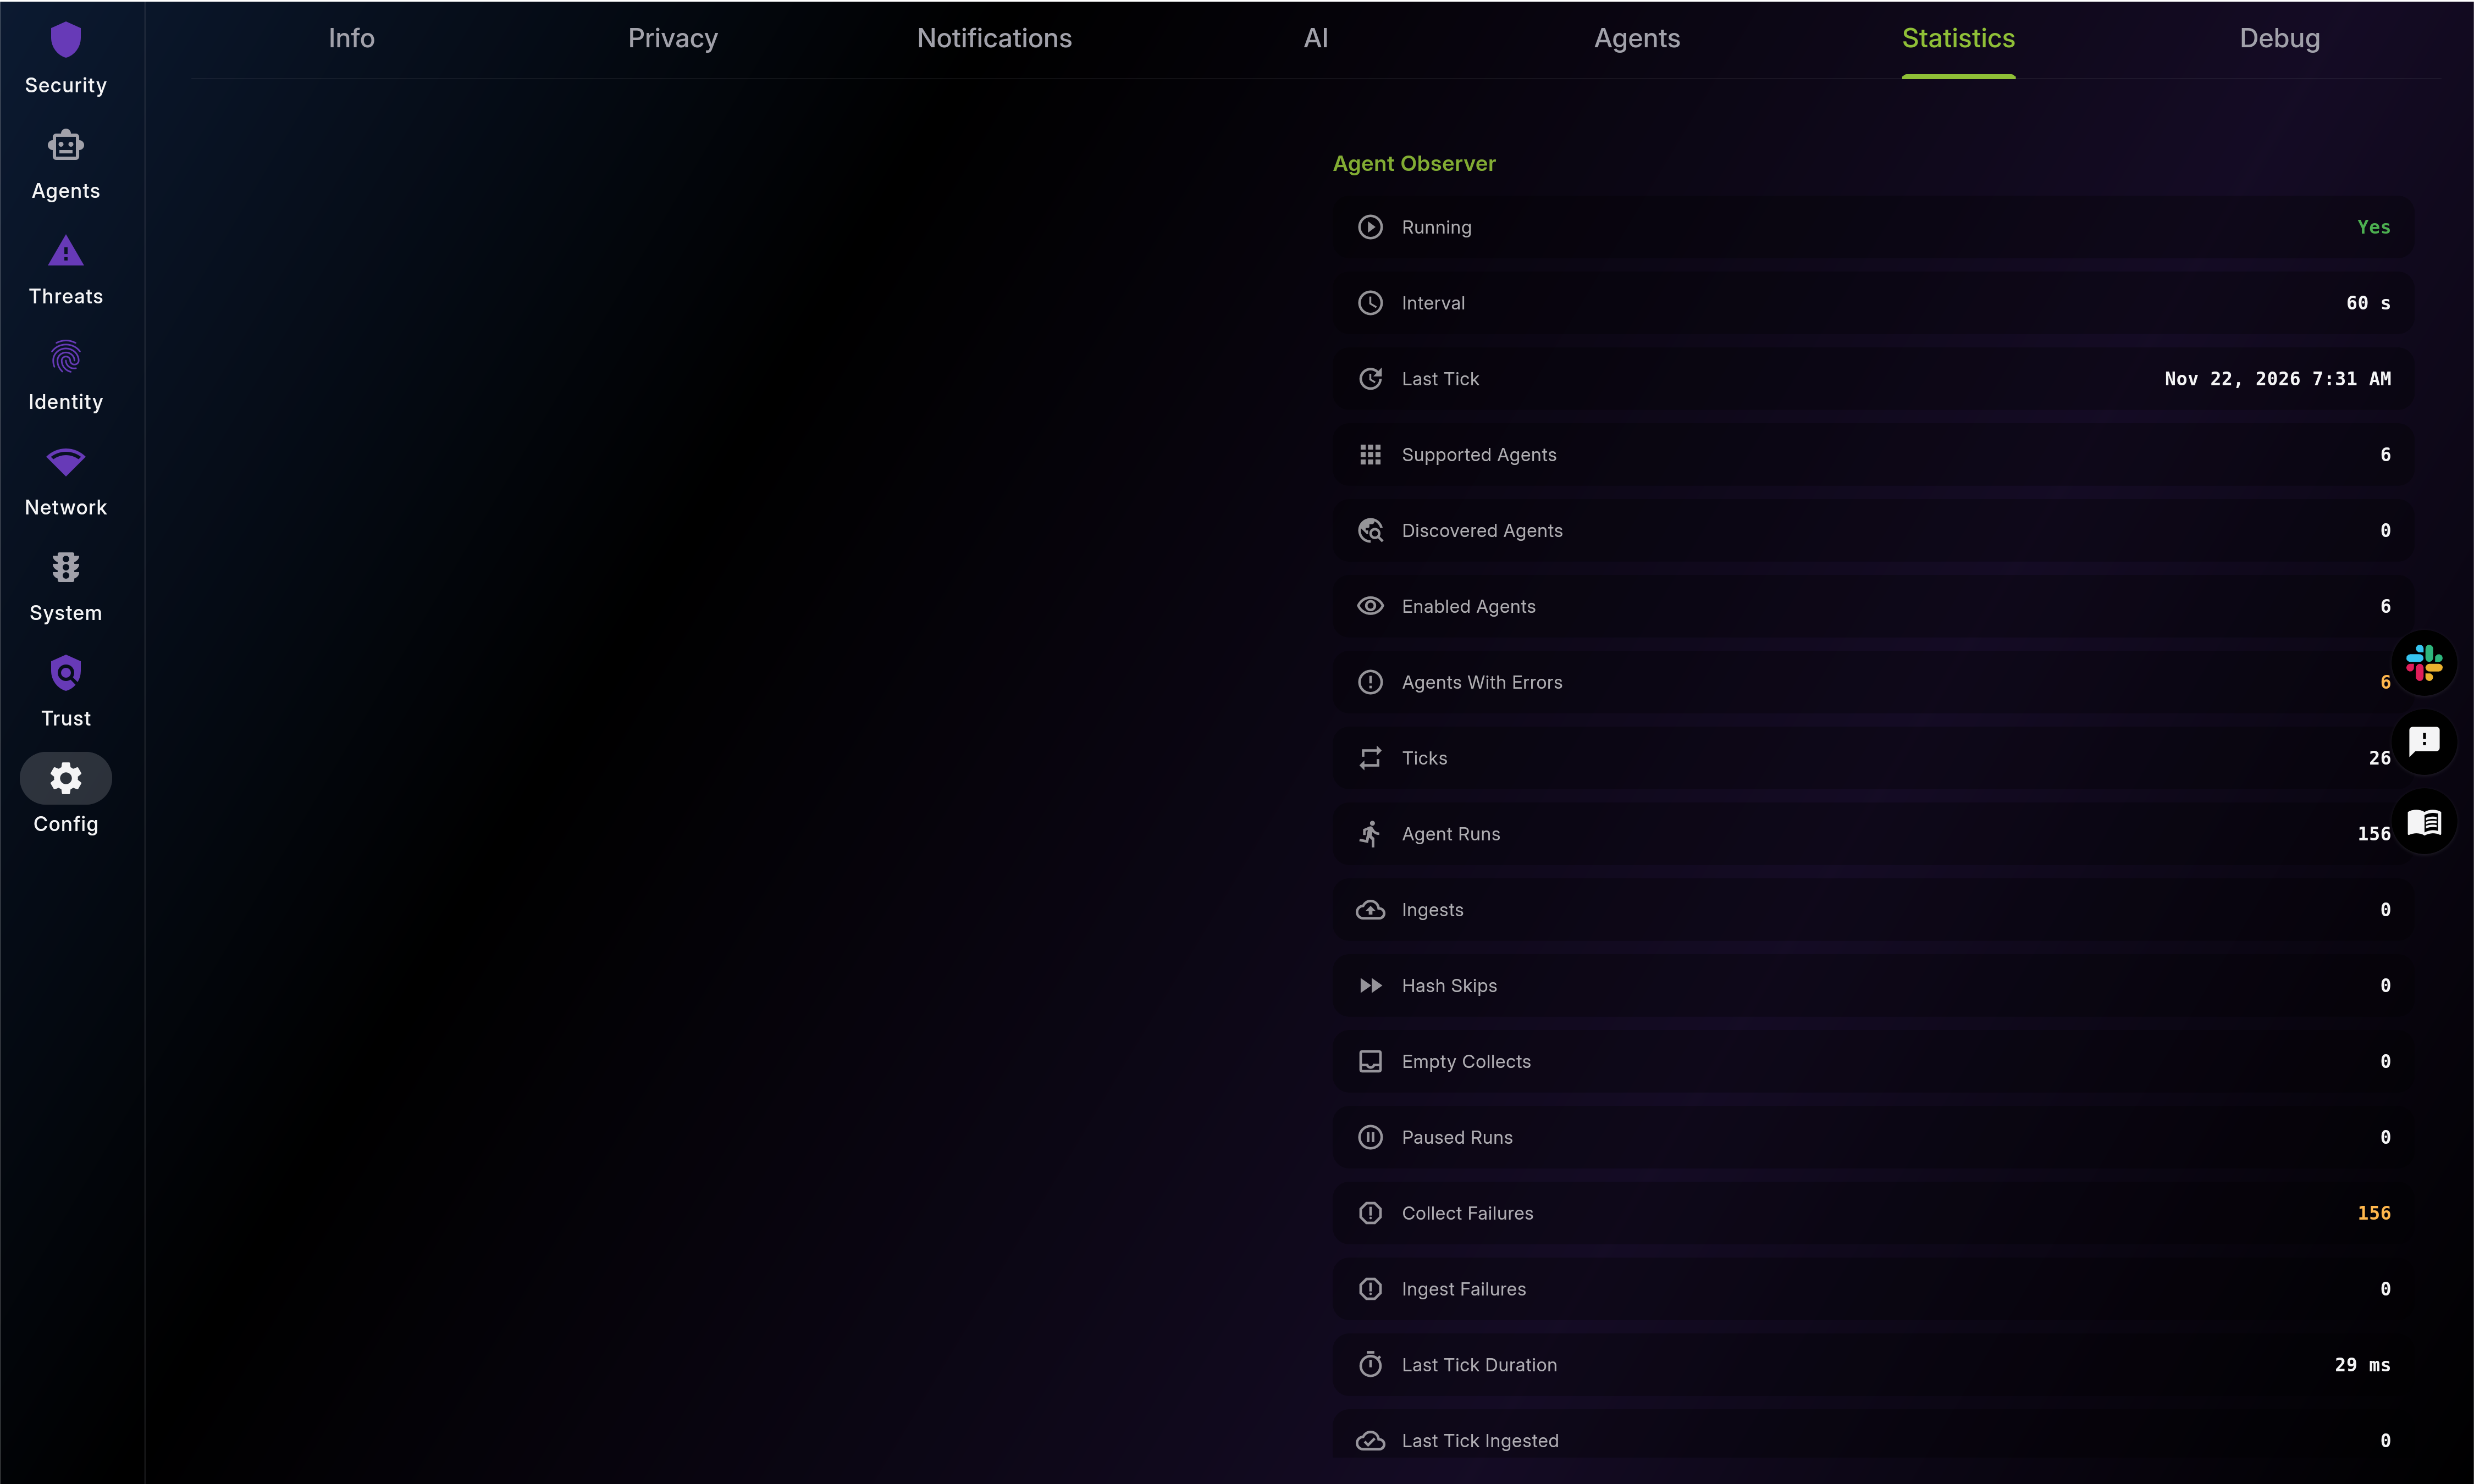 Info Privacy Notifications AI Agents Statistics Debug
Security
Agents
Threats
Identity
Network
System
Trust
Config
Agent Observer
Running Yes
Interval 60 s
Last Tick Nov 22, 2026 7:31 AM
Supported Agents 6
Discovered Agents 0
Enabled Agents 6
Agents With Errors 6
Ticks 26
Agent Runs 156
Ingests 0
Hash Skips 0
Empty Collects 0
Paused Runs 0
Collect Failures 156
Ingest Failures 0
Last Tick Duration 29 ms
Last Tick Ingested 0